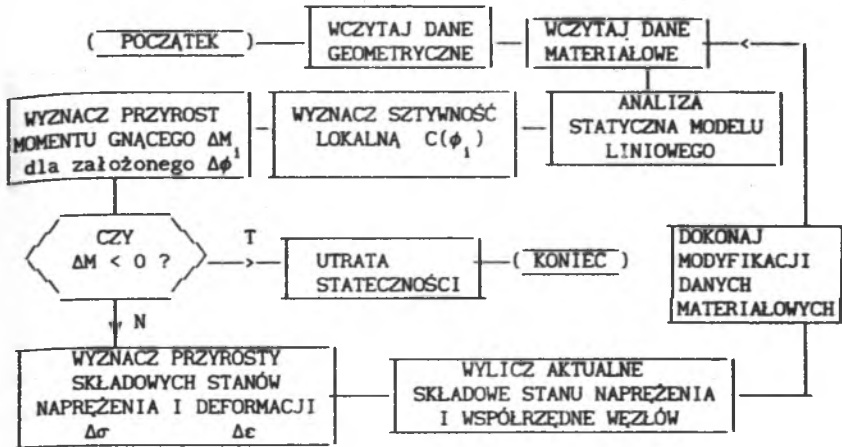 ( POCZĄTEK )
WCZYTAJ DANE
GEOMETRYCZNE
WCZYTAJ DANE
MATERIAŁOWE
ANALIZA
STATYCZNA MODELU
LINIOWEGO
WYZNACZ SZTYWNOŚĆ
LOKALNĄ C(ϕᵢ)
WYZNACZ PRZYROST
MOMENTU GNĄCEGO ΔM
dla założonego Δϕᵢ
CZY
ΔM < 0 ?
T
UTRATA
STATECZNOŚCI
( KONIEC )
N
WYZNACZ PRZYROSTY
SKŁADOWYCH STANÓW
NAPRĘŻENIA I DEFORMACJI
Δσ Δε
WYLICZ AKTUALNE
SKŁADOWE STANU NAPRĘŻENIA
I WSPÓŁRZĘDNE WĘZŁÓW
DOKONAJ
MODYFIKACJI
DANYCH
MATERIAŁOWYCH